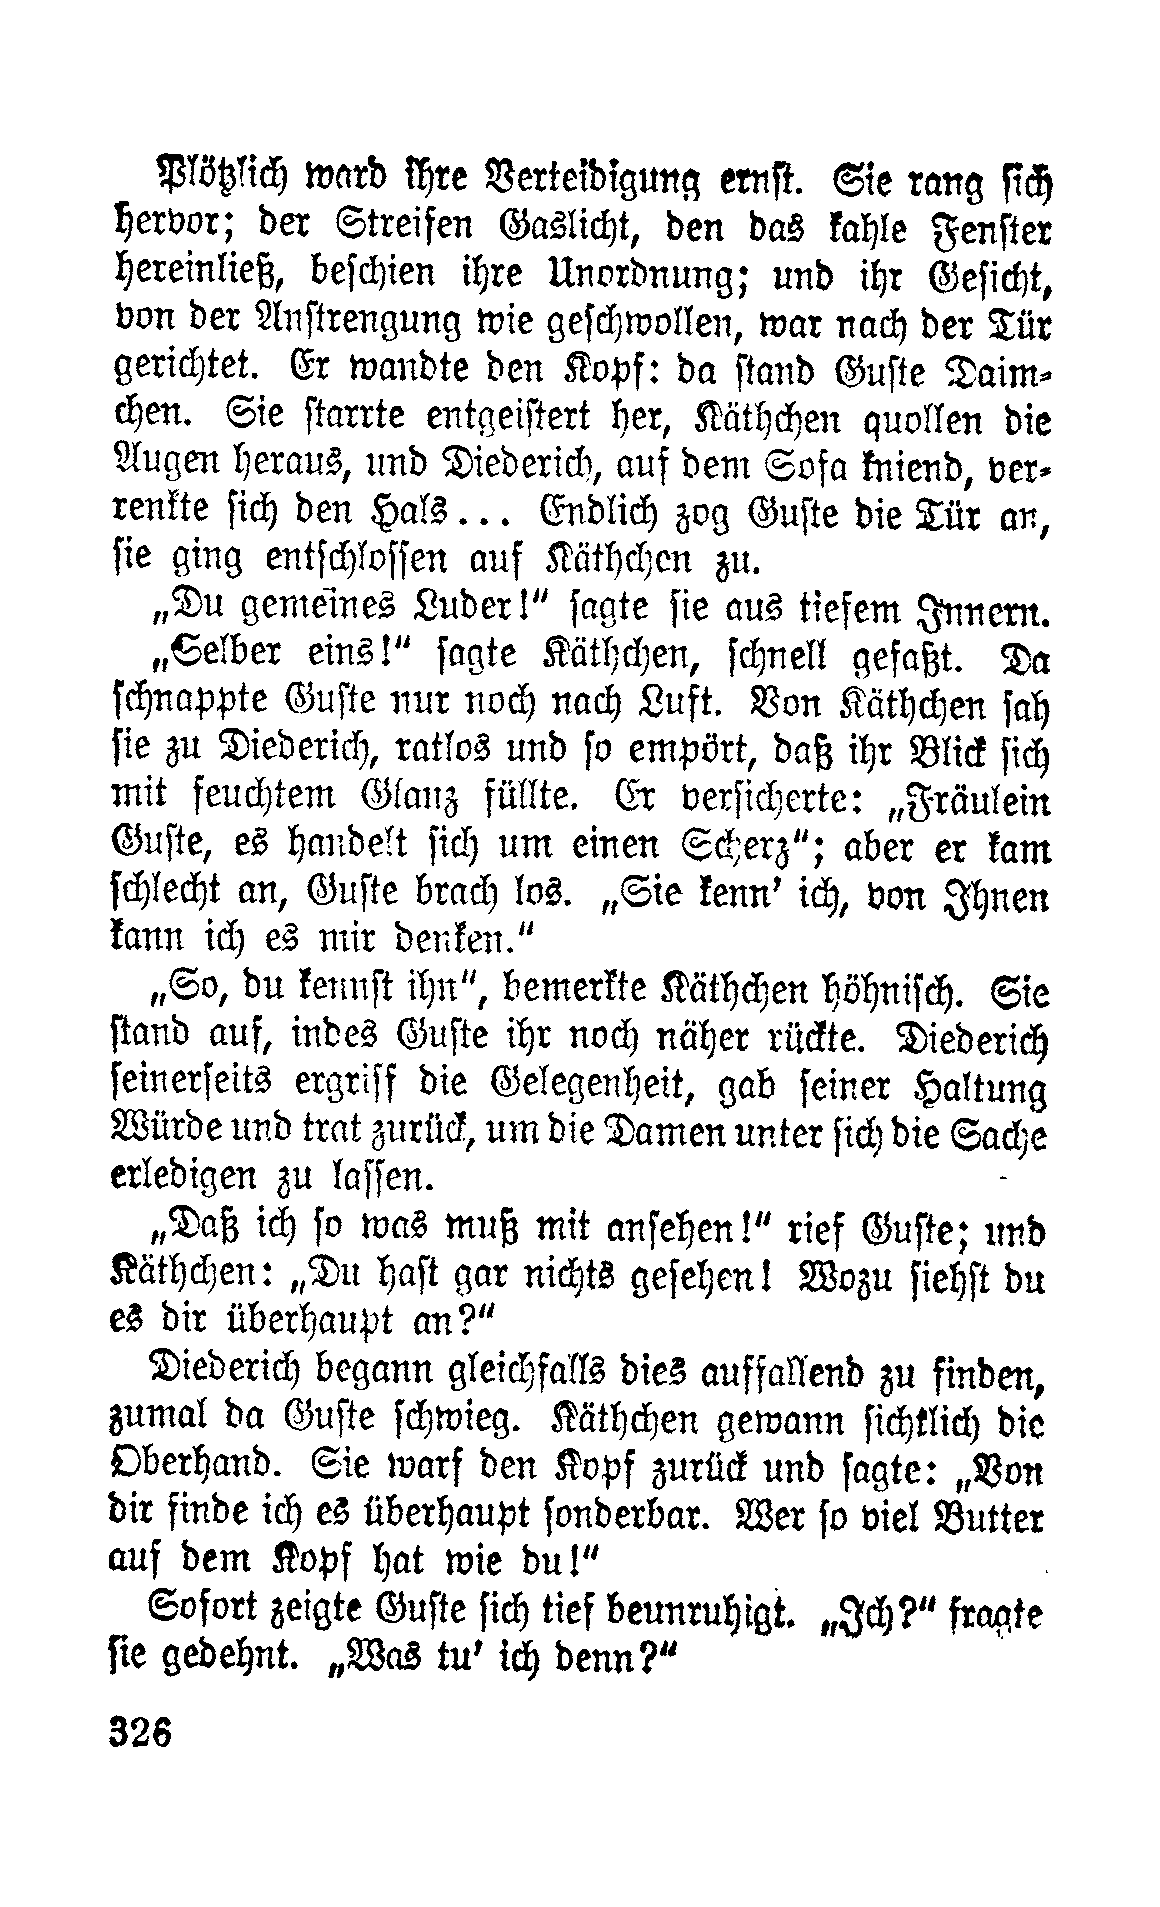 Plötzlich ward ihre Verteidigung ernst. Sie rang sich
hervor; der Streifen Gaslicht, den das kahle Fenster
hereinließ, beschien ihre Unordnung; und ihr Gesicht,
von der Anstrengung wie geschwollen, war nach der Tür
gerichtet. Er wandte den Kopf: da stand Guste Daim-
chen. Sie starrte entgeistert her, Käthchen quollen die
Augen heraus, und Diederich, auf dem Sofa kniend, ver-
renkte sich den Hals... Endlich zog Guste die Tür an,
sie ging entschlossen auf Käthchen zu.
„Du gemeines Luder!“ sagte sie aus tiefem Innern.
„Selber eins!“ sagte Käthchen, schnell gefaßt. Da
schnappte Guste nur noch nach Luft. Von Käthchen sah
sie zu Diederich, ratlos und so empört, daß ihr Blick sich
mit feuchtem Glanz füllte. Er versicherte: „Fräulein
Guste, es handelt sich um einen Scherz“; aber er kam
schlecht an, Guste brach los. „Sie kenn’ ich, von Ihnen
kann ich es mir denken.“
„So, du kennst ihn“, bemerkte Käthchen höhnisch. Sie
stand auf, indes Guste ihr noch näher rückte. Diederich
seinerseits ergriff die Gelegenheit, gab seiner Haltung
Würde und trat zurück, um die Damen unter sich die Sache
erledigen zu lassen.
„Daß ich so was muß mit ansehen!“ rief Guste; und
Käthchen: „Du hast gar nichts gesehen! Wozu siehst du
es dir überhaupt an?“
Diederich begann gleichfalls dies auffallend zu finden,
zumal da Guste schwieg. Käthchen gewann sichtlich die
Oberhand. Sie warf den Kopf zurück und sagte: „Von
dir finde ich es überhaupt sonderbar. Wer so viel Butter
auf dem Kopf hat wie du!“
Sofort zeigte Guste sich tief beunruhigt. „Ich?“ fragte
sie gedehnt. „Was tu’ ich denn?“
326